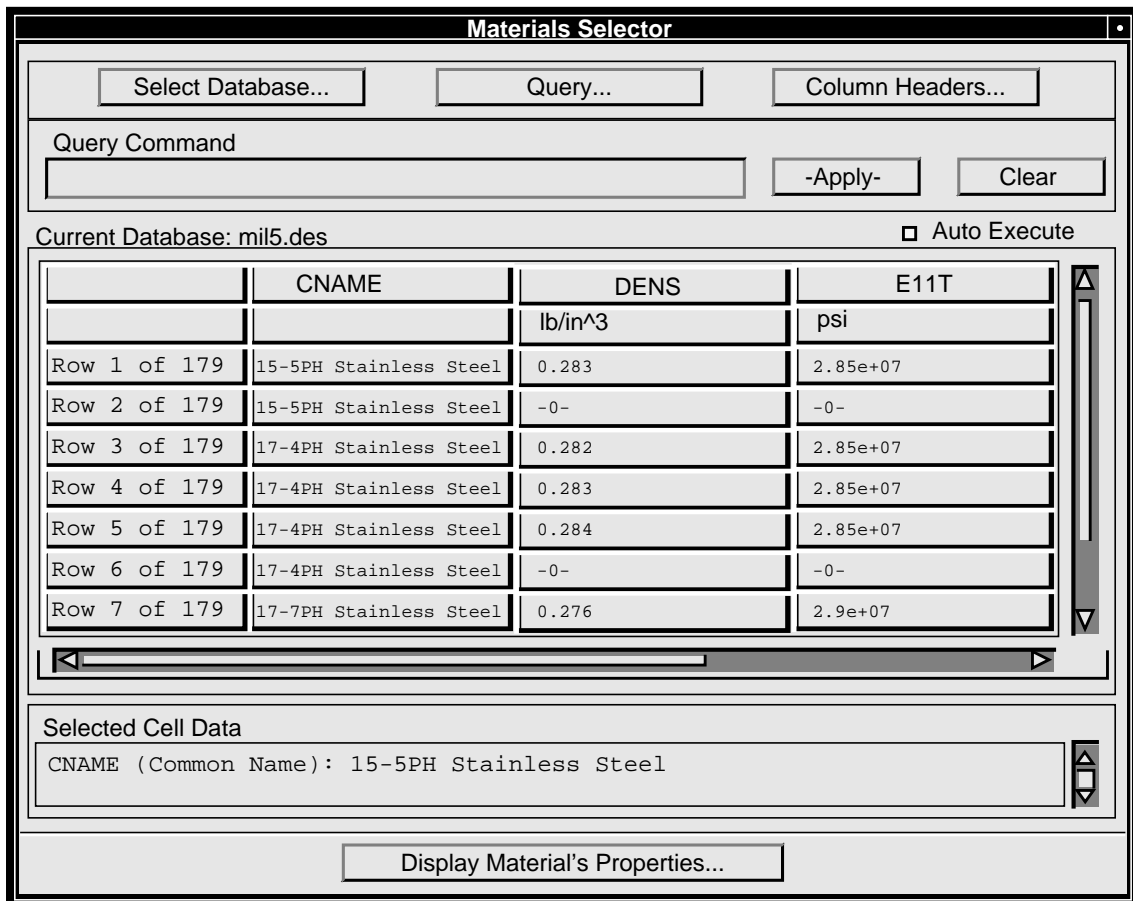 Materials Selector
Select Database... Query... Column Headers...
Query Command
-Apply- Clear
Current Database: mil5.des Auto Execute
CNAME DENS E11T
lb/in^3 psi
Row 1 of 179 15-5PH Stainless Steel 0.283 2.85e+07
Row 2 of 179 15-5PH Stainless Steel -0- -0-
Row 3 of 179 17-4PH Stainless Steel 0.282 2.85e+07
Row 4 of 179 17-4PH Stainless Steel 0.283 2.85e+07
Row 5 of 179 17-4PH Stainless Steel 0.284 2.85e+07
Row 6 of 179 17-4PH Stainless Steel -0- -0-
Row 7 of 179 17-7PH Stainless Steel 0.276 2.9e+07
Selected Cell Data
CNAME (Common Name): 15-5PH Stainless Steel
Display Material's Properties...